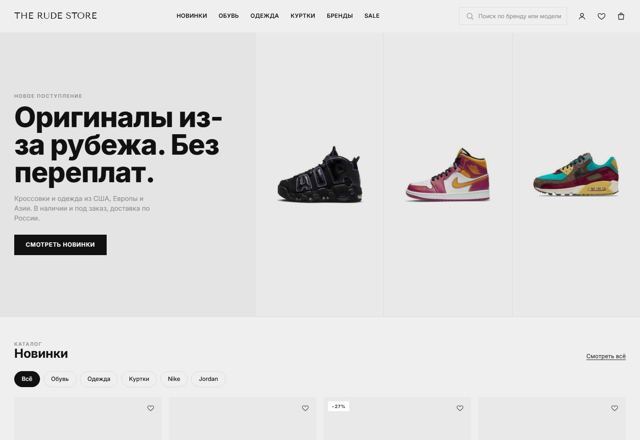 THE RUDE STORE
НОВИНКИ ОБУВЬ ОДЕЖДА КУРТКИ БРЕНДЫ SALE
Поиск по бренду или модели
НОВОЕ ПОСТУПЛЕНИЕ
Оригиналы из-
за рубежа. Без
переплат.
Кроссовки и одежда из США, Европы и
Азии. В наличии и под заказ, доставка по
России.
СМОТРЕТЬ НОВИНКИ
AIR
КАТАЛОГ
Новинки
Смотреть всё
Всё Обувь Одежда Куртки Nike Jordan
-27%